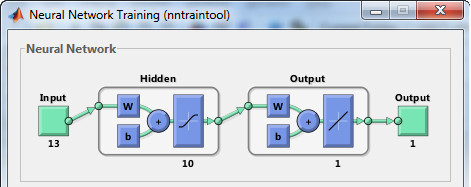 Neural Network Training (nntraintool)
Neural Network
Hidden
Output
Input
W
b
+
W
b
+
Output
13
10
1
1